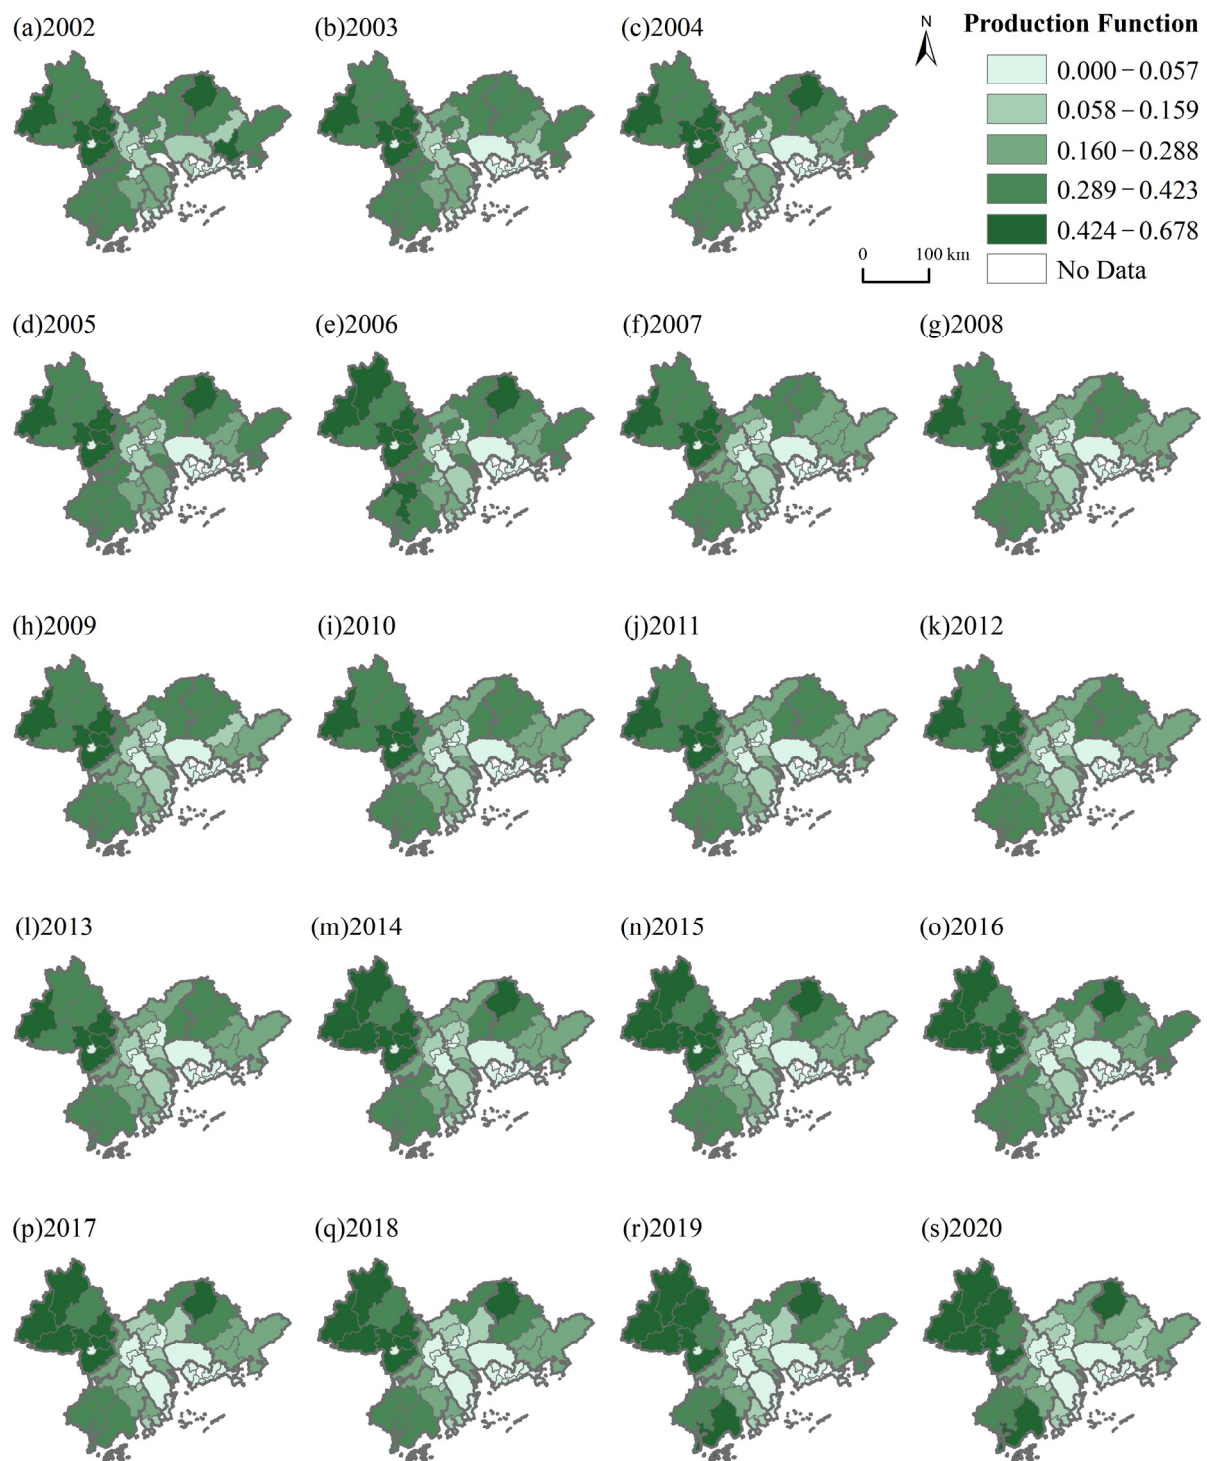 (a)2002
(b)2003
(c)2004
N
Production Function
0.000－0.057
0.058－0.159
0.160－0.288
0.289－0.423
0.424－0.678
No Data
0 100 km
(d)2005
(e)2006
(f)2007
(g)2008
(h)2009
(i)2010
(j)2011
(k)2012
(l)2013
(m)2014
(n)2015
(o)2016
(p)2017
(q)2018
(r)2019
(s)2020